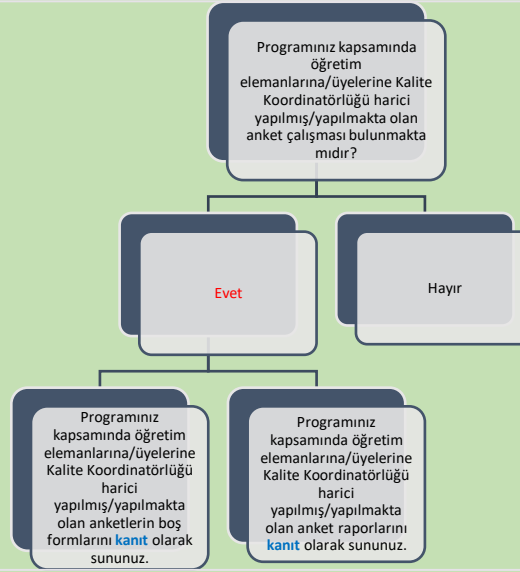 Programınız kapsamında
öğretim
elemanlarına/üyelerine Kalite
Koordinatörlüğü harici
yapılmış/yapılmakta olan
anket çalışması bulunmakta
mıdır?
Evet
Hayır
Programınız
kapsamında öğretim
elemanlarına/üyelerine
Kalite Koordinatörlüğü
harici
yapılmış/yapılmakta
olan anketlerin boş
formlarını kanıt olarak
sununuz.
Programınız
kapsamında öğretim
elemanlarına/üyelerine
Kalite Koordinatörlüğü
harici
yapılmış/yapılmakta
olan anket raporlarını
kanıt olarak sununuz.